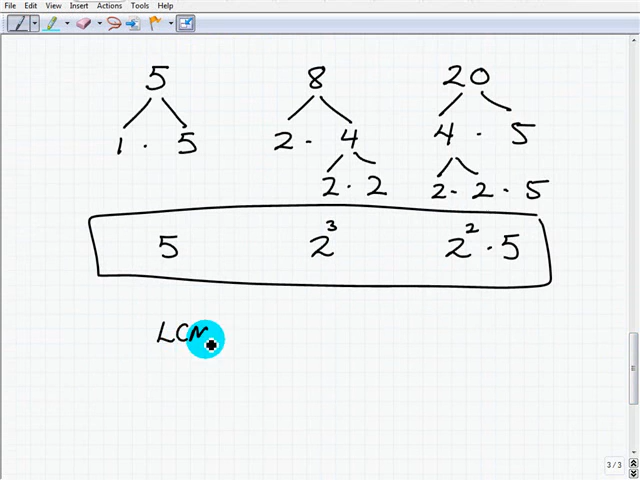 File Edit View Insert Actions Tools Help
5 8 20
1 · 5 2 · 4 4 · 5
2 · 2 2 · 2 · 5
5 2³ 2² · 5
LCM
3/3